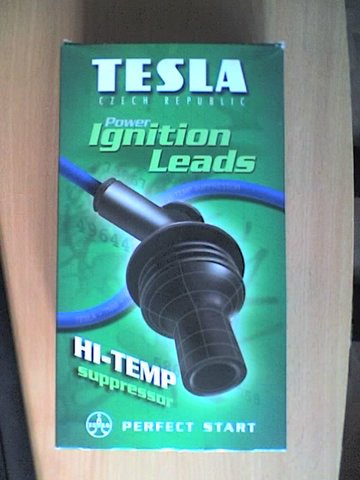 TESLA
CZECH REPUBLIC
Power
Ignition
Leads
HI-TEMP
suppressor
PERFECT START